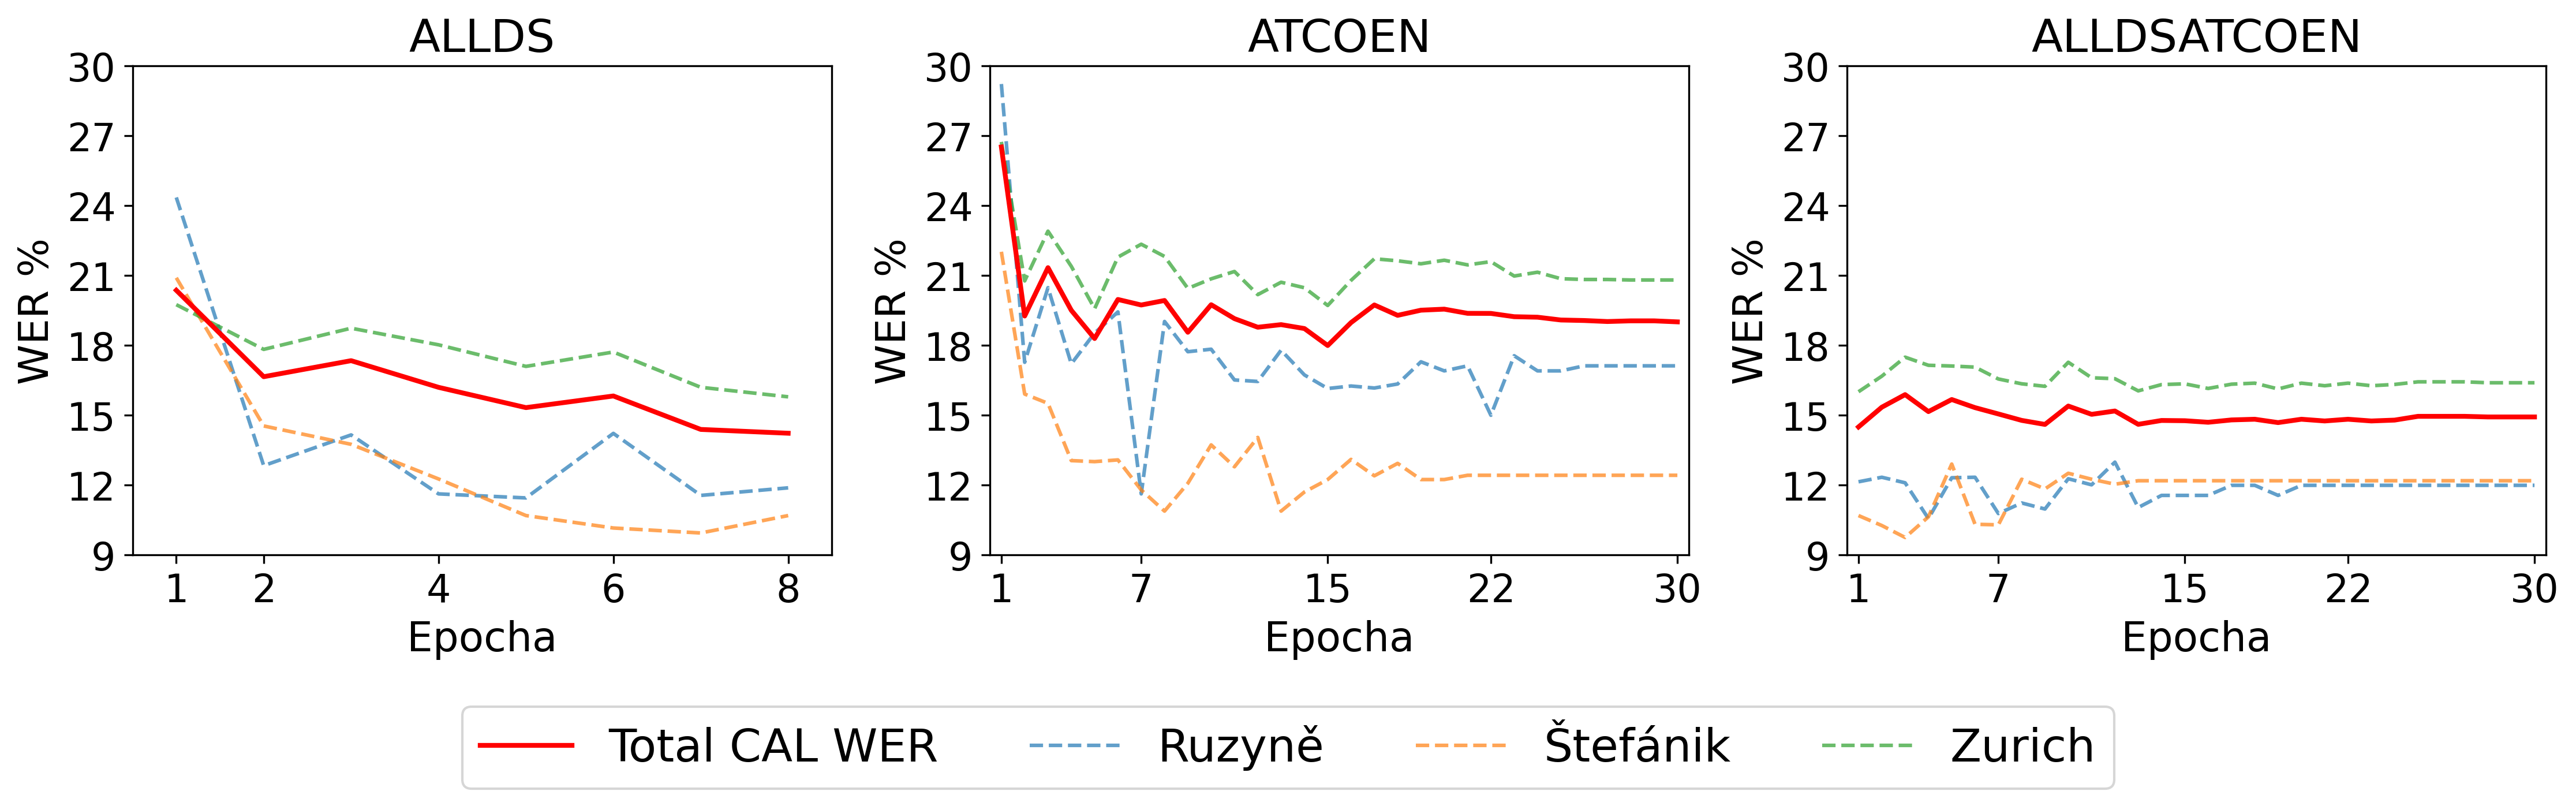 ALLDS
30
27
24
21
18
15
12
9
WER %
1 2 4 6 8
Epocha
ATCOEN
30
27
24
21
18
15
12
9
WER %
1 7 15 22 30
Epocha
ALLDSATCOEN
30
27
24
21
18
15
12
9
WER %
1 7 15 22 30
Epocha
Total CAL WER Ruzyně Štefánik Zurich